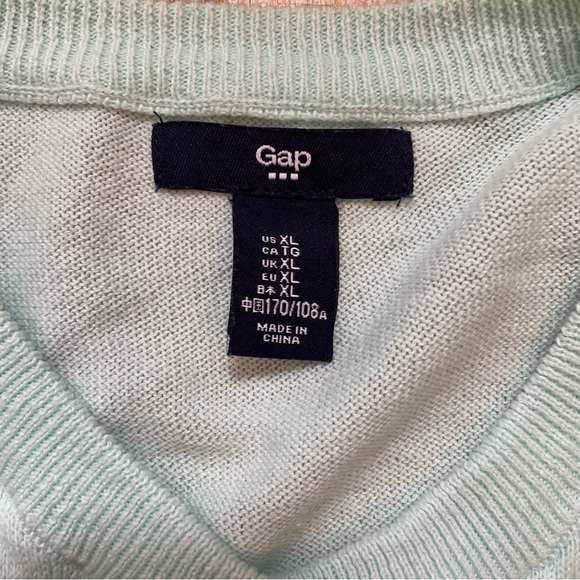 Gap
US XL
CA TG
UK XL
EU XL
日本 XL
中国170/108A
MADE IN
CHINA